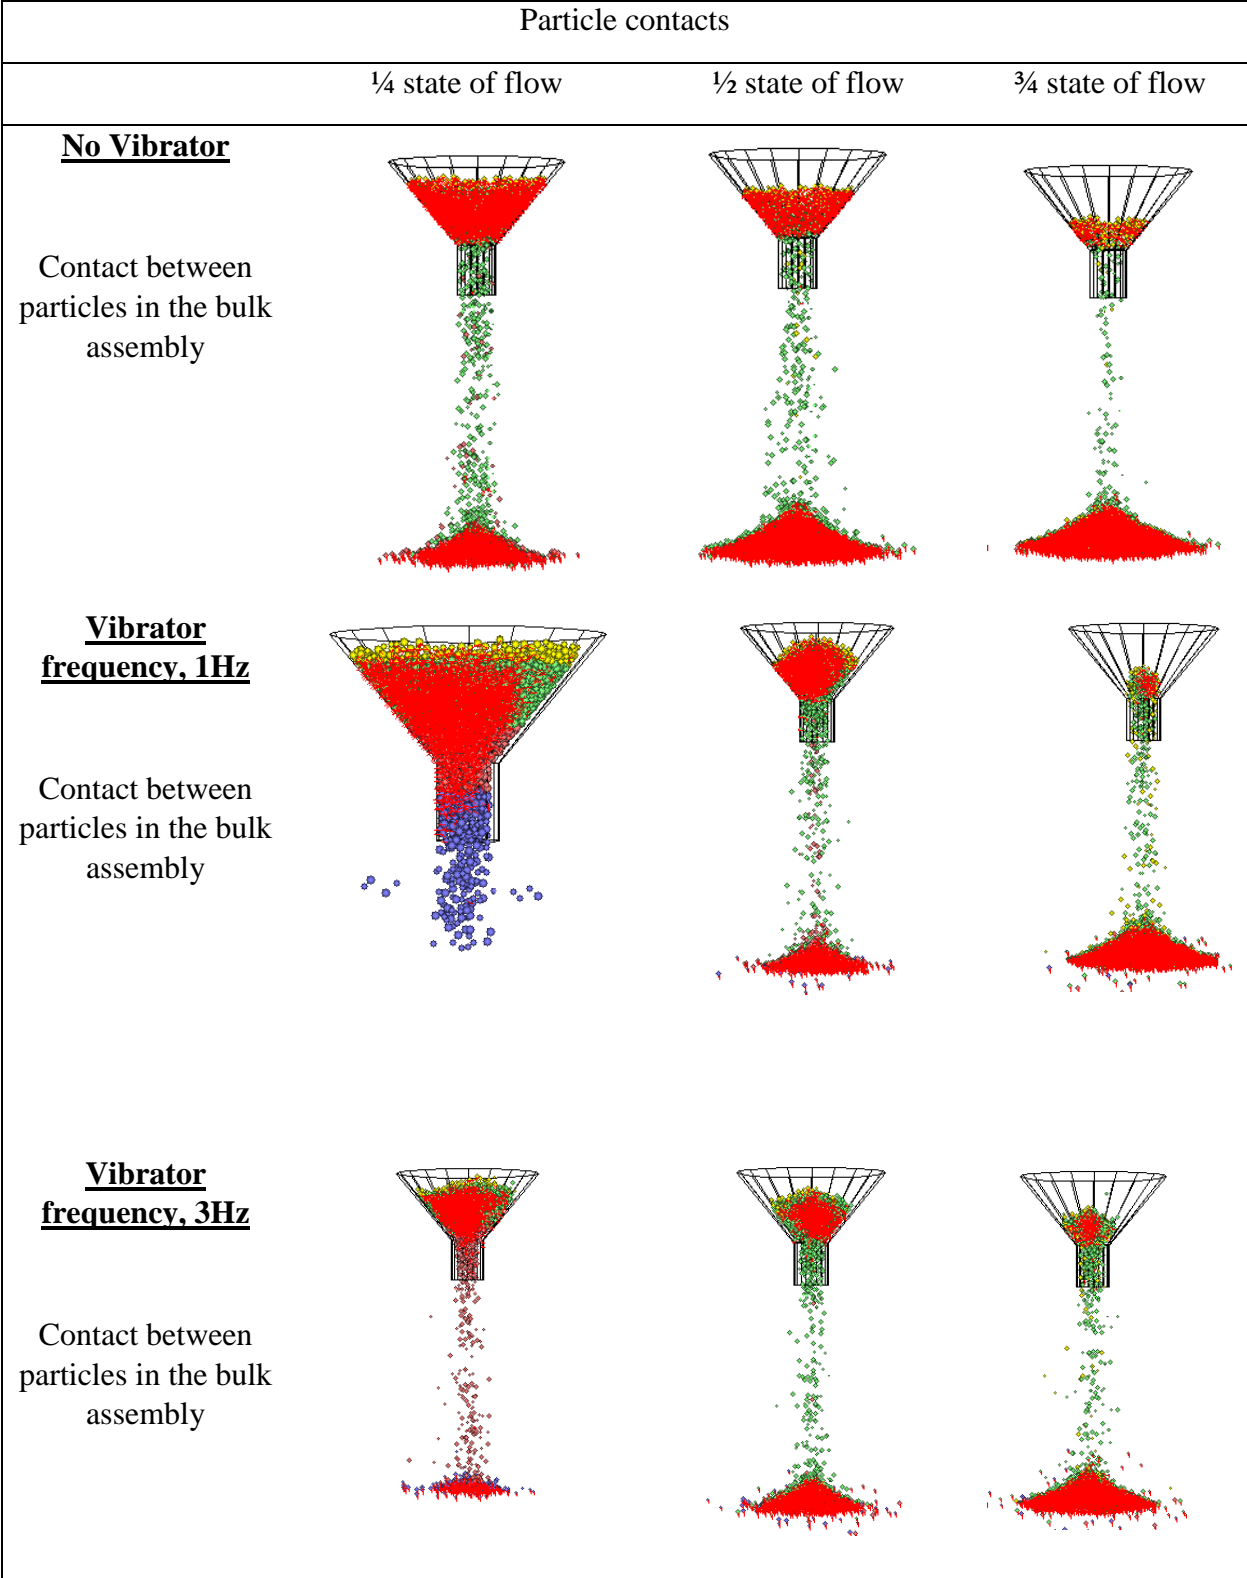 Particle contacts
¼ state of flow
½ state of flow
¾ state of flow
No Vibrator
Contact between
particles in the bulk
assembly
Vibrator
frequency, 1Hz
Contact between
particles in the bulk
assembly
Vibrator
frequency, 3Hz
Contact between
particles in the bulk
assembly